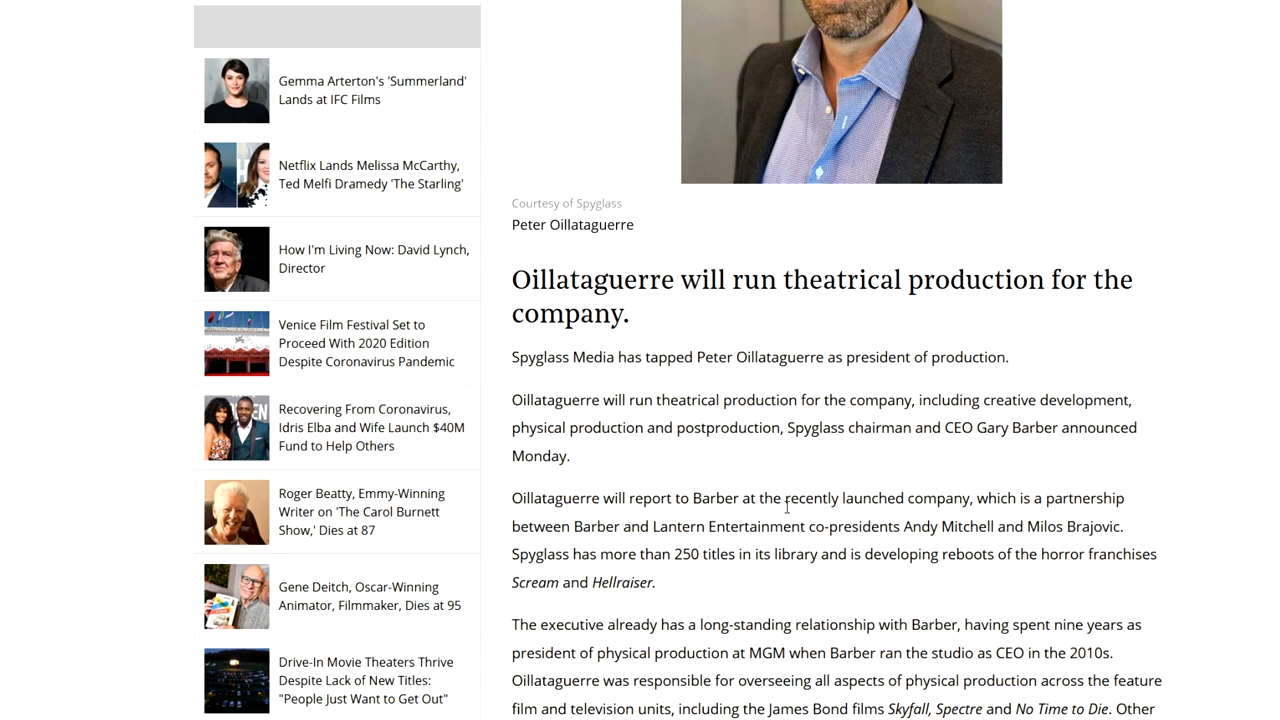 Gemma Arterton's 'Summerland'
Lands at IFC Films
Netflix Lands Melissa McCarthy,
Ted Melfi Dramedy 'The Starling'
How I'm Living Now: David Lynch,
Director
Venice Film Festival Set to
Proceed With 2020 Edition
Despite Coronavirus Pandemic
Recovering From Coronavirus,
Idris Elba and Wife Launch $40M
Fund to Help Others
Roger Beatty, Emmy-Winning
Writer on 'The Carol Burnett
Show,' Dies at 87
Gene Deitch, Oscar-Winning
Animator, Filmmaker, Dies at 95
Drive-In Movie Theaters Thrive
Despite Lack of New Titles:
"People Just Want to Get Out"
Courtesy of Spyglass
Peter Oillataguerre
Oillataguerre will run theatrical production for the
company.
Spyglass Media has tapped Peter Oillataguerre as president of production.
Oillataguerre will run theatrical production for the company, including creative development,
physical production and postproduction, Spyglass chairman and CEO Gary Barber announced
Monday.
Oillataguerre will report to Barber at the recently launched company, which is a partnership
between Barber and Lantern Entertainment co-presidents Andy Mitchell and Milos Brajovic.
Spyglass has more than 250 titles in its library and is developing reboots of the horror franchises
Scream and Hellraiser.
The executive already has a long-standing relationship with Barber, having spent nine years as
president of physical production at MGM when Barber ran the studio as CEO in the 2010s.
Oillataguerre was responsible for overseeing all aspects of physical production across the feature
film and television units, including the James Bond films Skyfall, Spectre and No Time to Die. Other